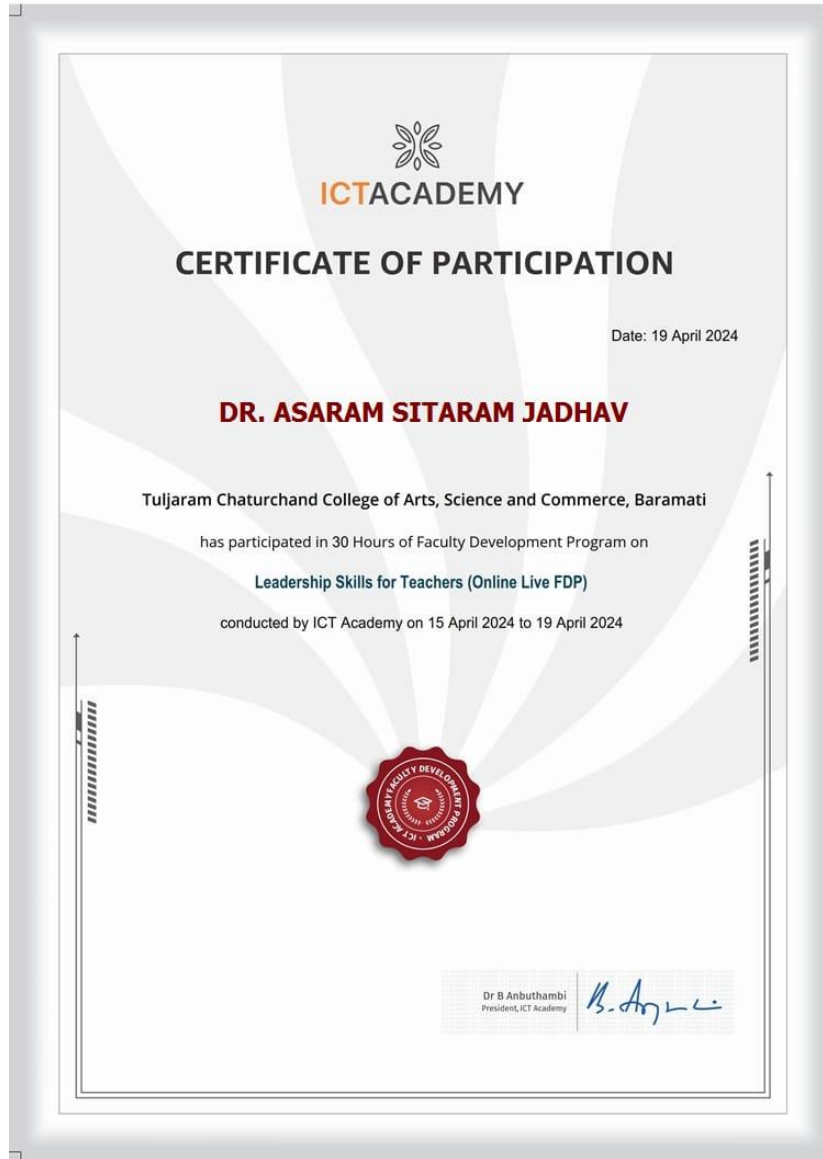 ICTACADEMY
CERTIFICATE OF PARTICIPATION
Date: 19 April 2024
DR. ASARAM SITARAM JADHAV
Tuljaram Chaturchand College of Arts, Science and Commerce, Baramati
has participated in 30 Hours of Faculty Development Program on
Leadership Skills for Teachers (Online Live FDP)
conducted by ICT Academy on 15 April 2024 to 19 April 2024
FACULTY DEVELOPMENT PROGRAM · ICT ACADEMY
Dr B Anbuthambi
President, ICT Academy